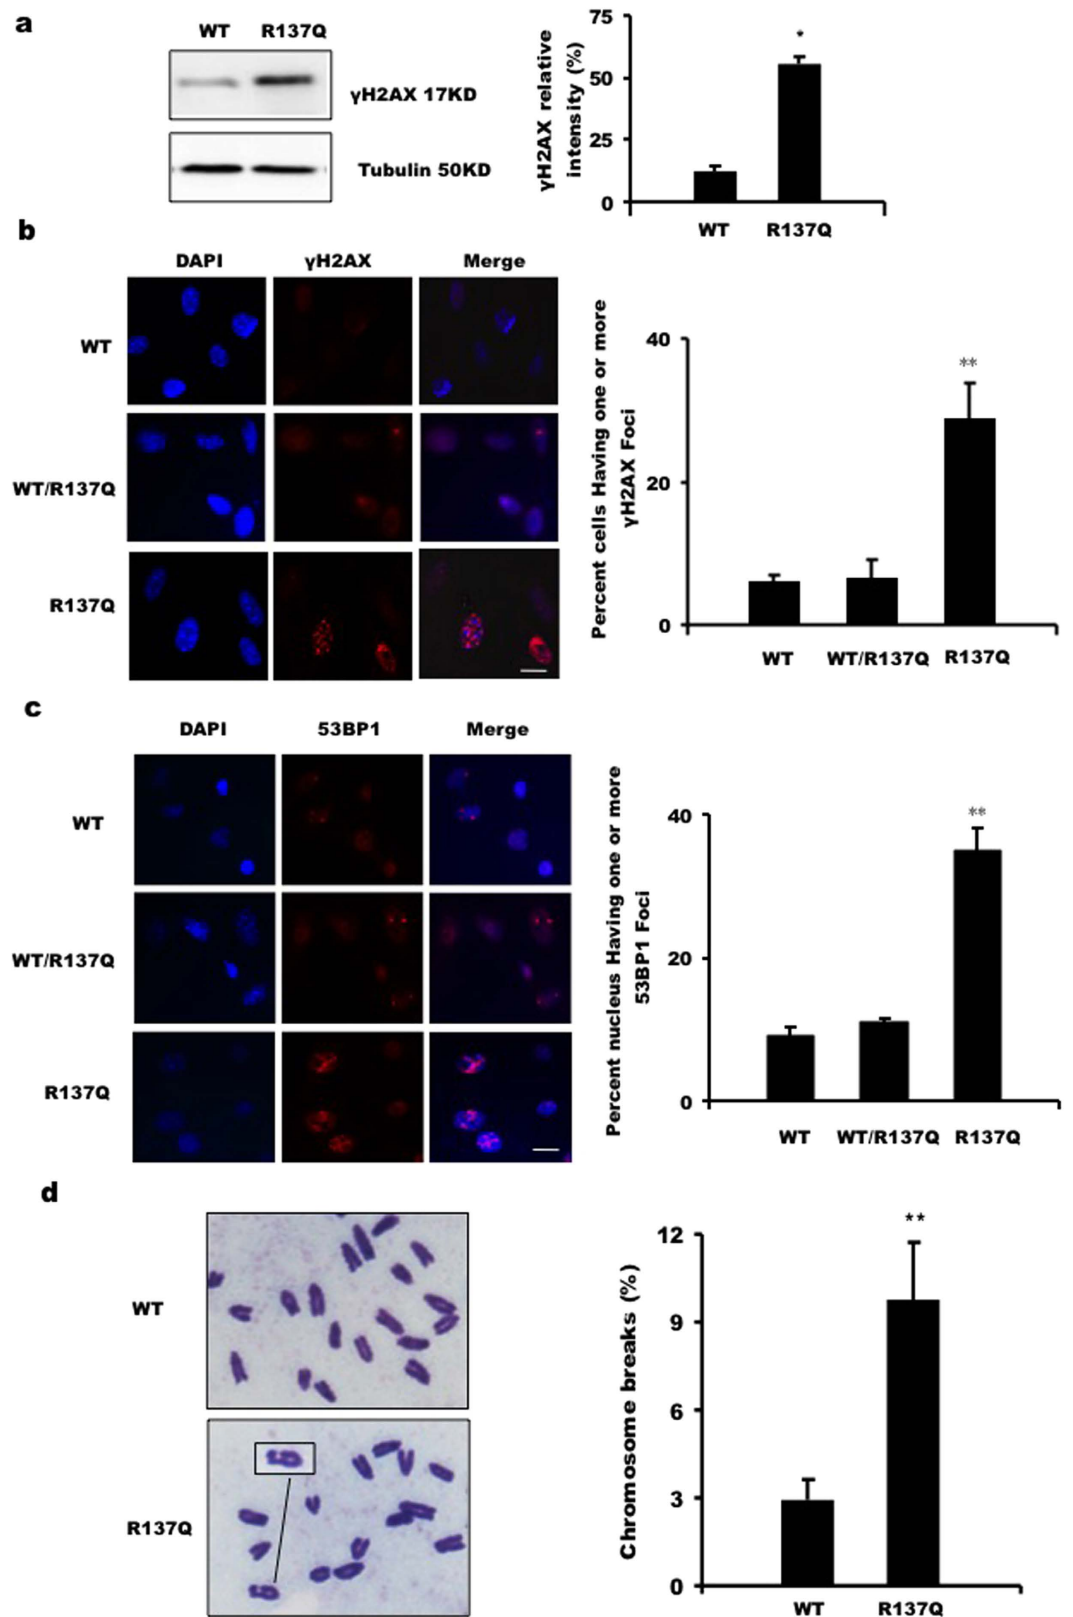 a
WT R137Q
γH2AX 17KD
Tubulin 50KD
γH2AX relative
intensity (%)
75
50
25
0
*
WT R137Q
b
DAPI γH2AX Merge
WT
WT/R137Q
R137Q
Percent cells Having one or more
γH2AX Foci
40
20
0
**
WT WT/R137Q R137Q
c
DAPI 53BP1 Merge
WT
WT/R137Q
R137Q
Percent nucleus Having one or more
53BP1 Foci
40
20
0
**
WT WT/R137Q R137Q
d
WT
R137Q
Chromosome breaks (%)
12
9
6
3
0
**
WT R137Q